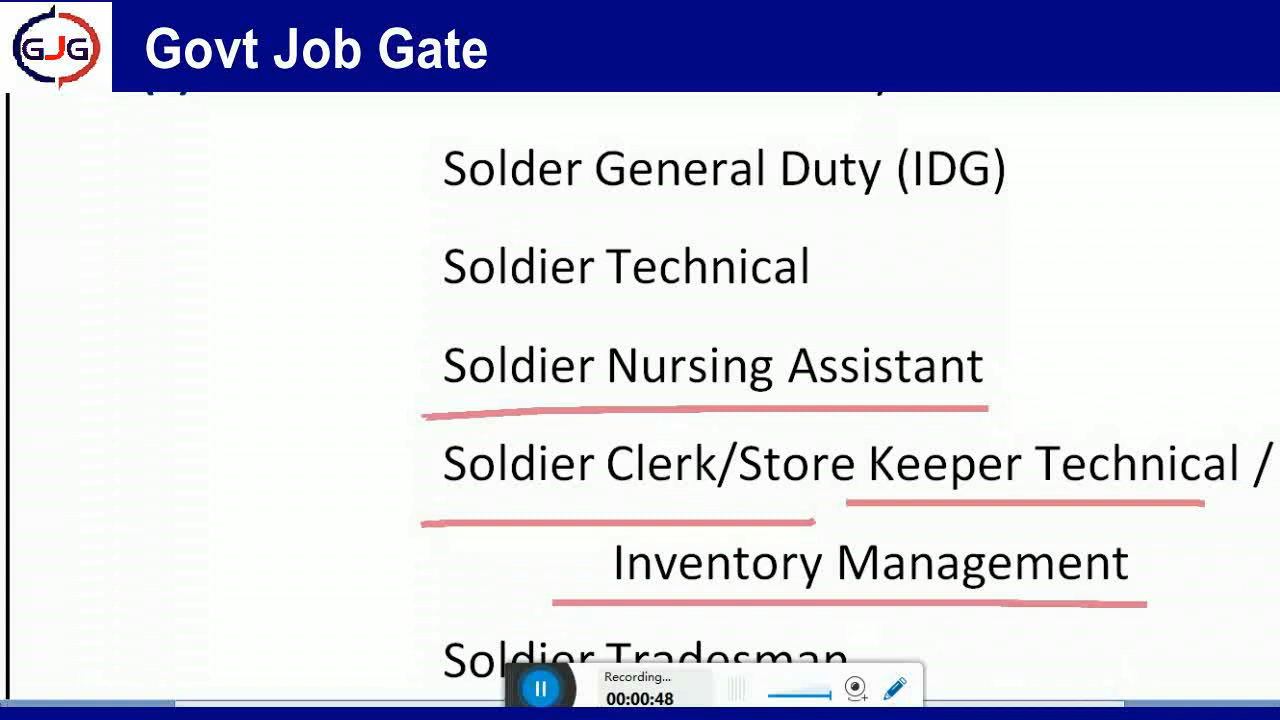 GJG
Govt Job Gate
Solder General Duty (IDG)
Soldier Technical
Soldier Nursing Assistant
Soldier Clerk/Store Keeper Technical /
Inventory Management
Soldier Tradesman
Recording...
00:00:48